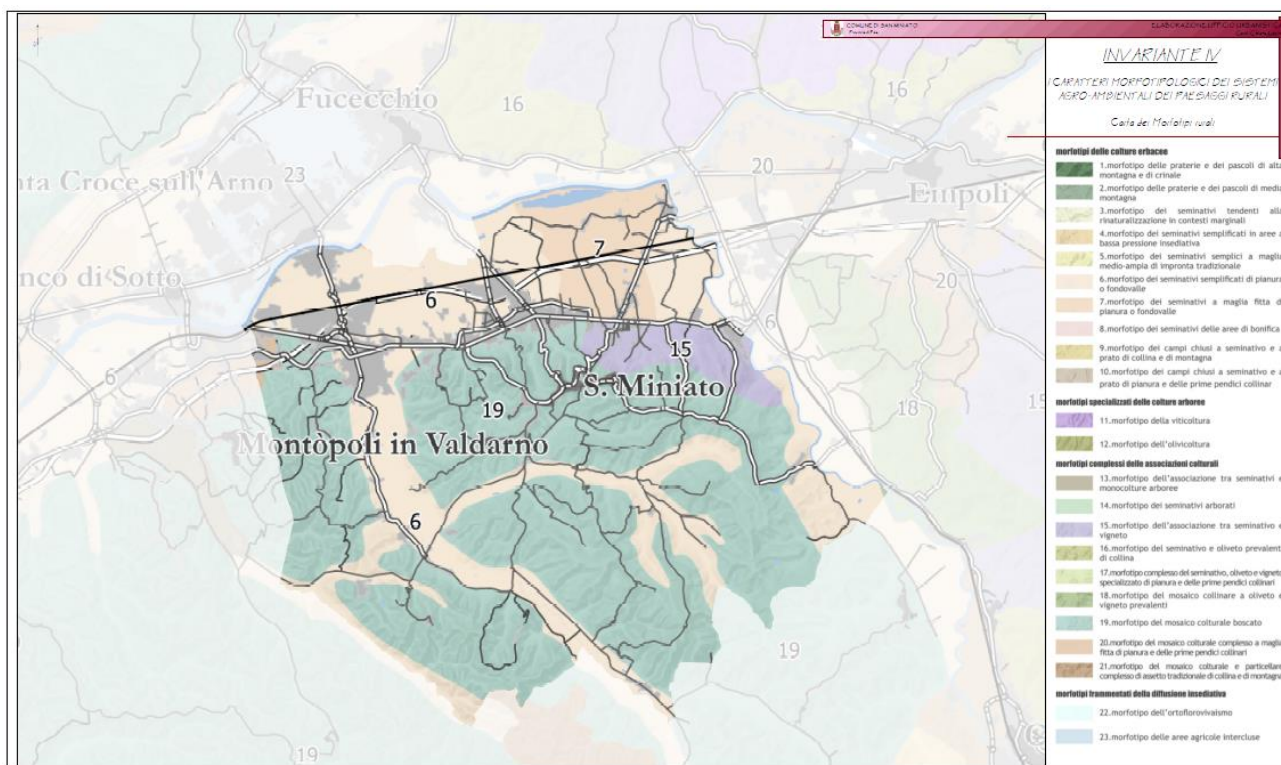 COMUNE DI SAN MINIATO
ELABORAZIONE UFFICIO URBANISTICA
INVARIANTE IV
I CARATTERI MORFOTIPOLOGICI DEI SISTEMI
AGRO-AMBIENTALI DEI PAESAGGI RURALI
Carta dei Morfotipi rurali
Fucecchio
16
16
23
20
nta Croce sull'Arno
Empoli
7
20
nco di Sotto
6
6
15
6
S. Miniato
18
15
19
Montòpoli in Valdarno
6
19
19
morfotipi delle colture erbacee
1.morfotipo delle praterie e dei pascoli di alta
montagna e di crinale
2.morfotipo delle praterie e dei pascoli di media
montagna
3.morfotipo dei seminativi tendenti alla
rinaturalizzazione in contesti marginali
4.morfotipo dei seminativi semplificati in aree a
bassa pressione insediativa
5.morfotipo dei seminativi semplici a maglia
medio-ampia di impronta tradizionale
6.morfotipo dei seminativi semplificati di pianura
o fondovalle
7.morfotipo dei seminativi a maglia fitta di
pianura o fondovalle
8.morfotipo dei seminativi delle aree di bonifica
9.morfotipo dei campi chiusi a seminativo e a
prato di collina e di montagna
10.morfotipo dei campi chiusi a seminativo e a
prato di pianura e delle prime pendici collinar
morfotipi specializzati delle colture arboree
11.morfotipo della viticoltura
12.morfotipo dell'olivicoltura
morfotipi complessi delle associazioni colturali
13.morfotipo dell'associazione tra seminativi e
monocolture arboree
14.morfotipo dei seminativi arborati
15.morfotipo dell'associazione tra seminativo e
vigneto
16.morfotipo del seminativo e oliveto prevalenti
di collina
17.morfotipo complesso del seminativo, oliveto e vigneto
specializzato di pianura e delle prime pendici collinari
18.morfotipo del mosaico collinare a oliveto e
vigneto prevalenti
19.morfotipo del mosaico colturale boscato
20.morfotipo del mosaico colturale complesso a maglia
fitta di pianura e delle prime pendici collinari
21.morfotipo del mosaico colturale e particellare
complesso di assetto tradizionale di collina e di montagna
morfotipi frammentati della diffusione insediativa
22.morfotipo dell'ortoflorovivaismo
23.morfotipo delle aree agricole intercluse